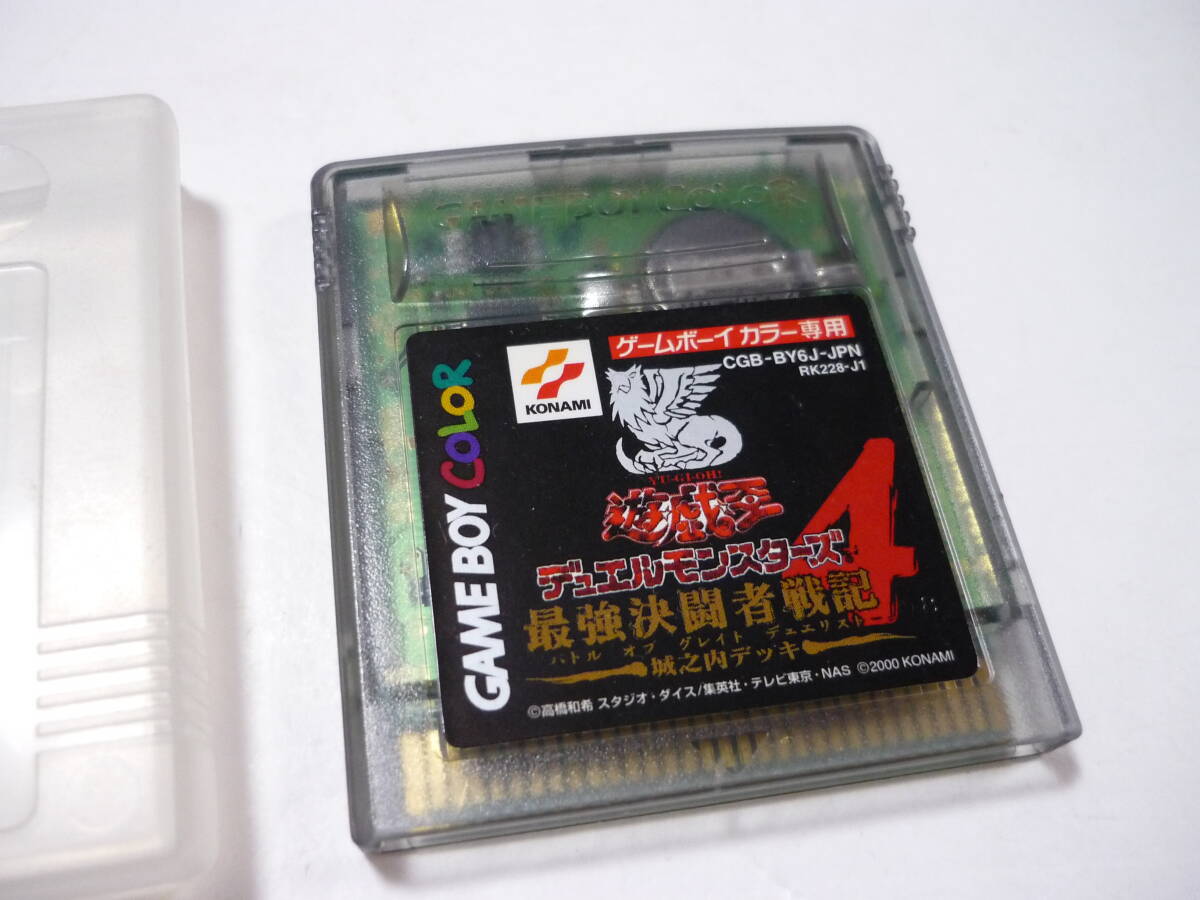 GAME BOY COLOR
ゲームボーイ カラー専用
CGB-BY6J-JPN
RK228-J1
KONAMI
GAME BOY COLOR
YU-GI-OH!
遊戯王
デュエルモンスターズ
4
最強決闘者戦記
バトル オブ グレイト デュエリスト
城之内デッキ
©高橋和希 スタジオ・ダイス/集英社・テレビ東京・NAS ©2000 KONAMI